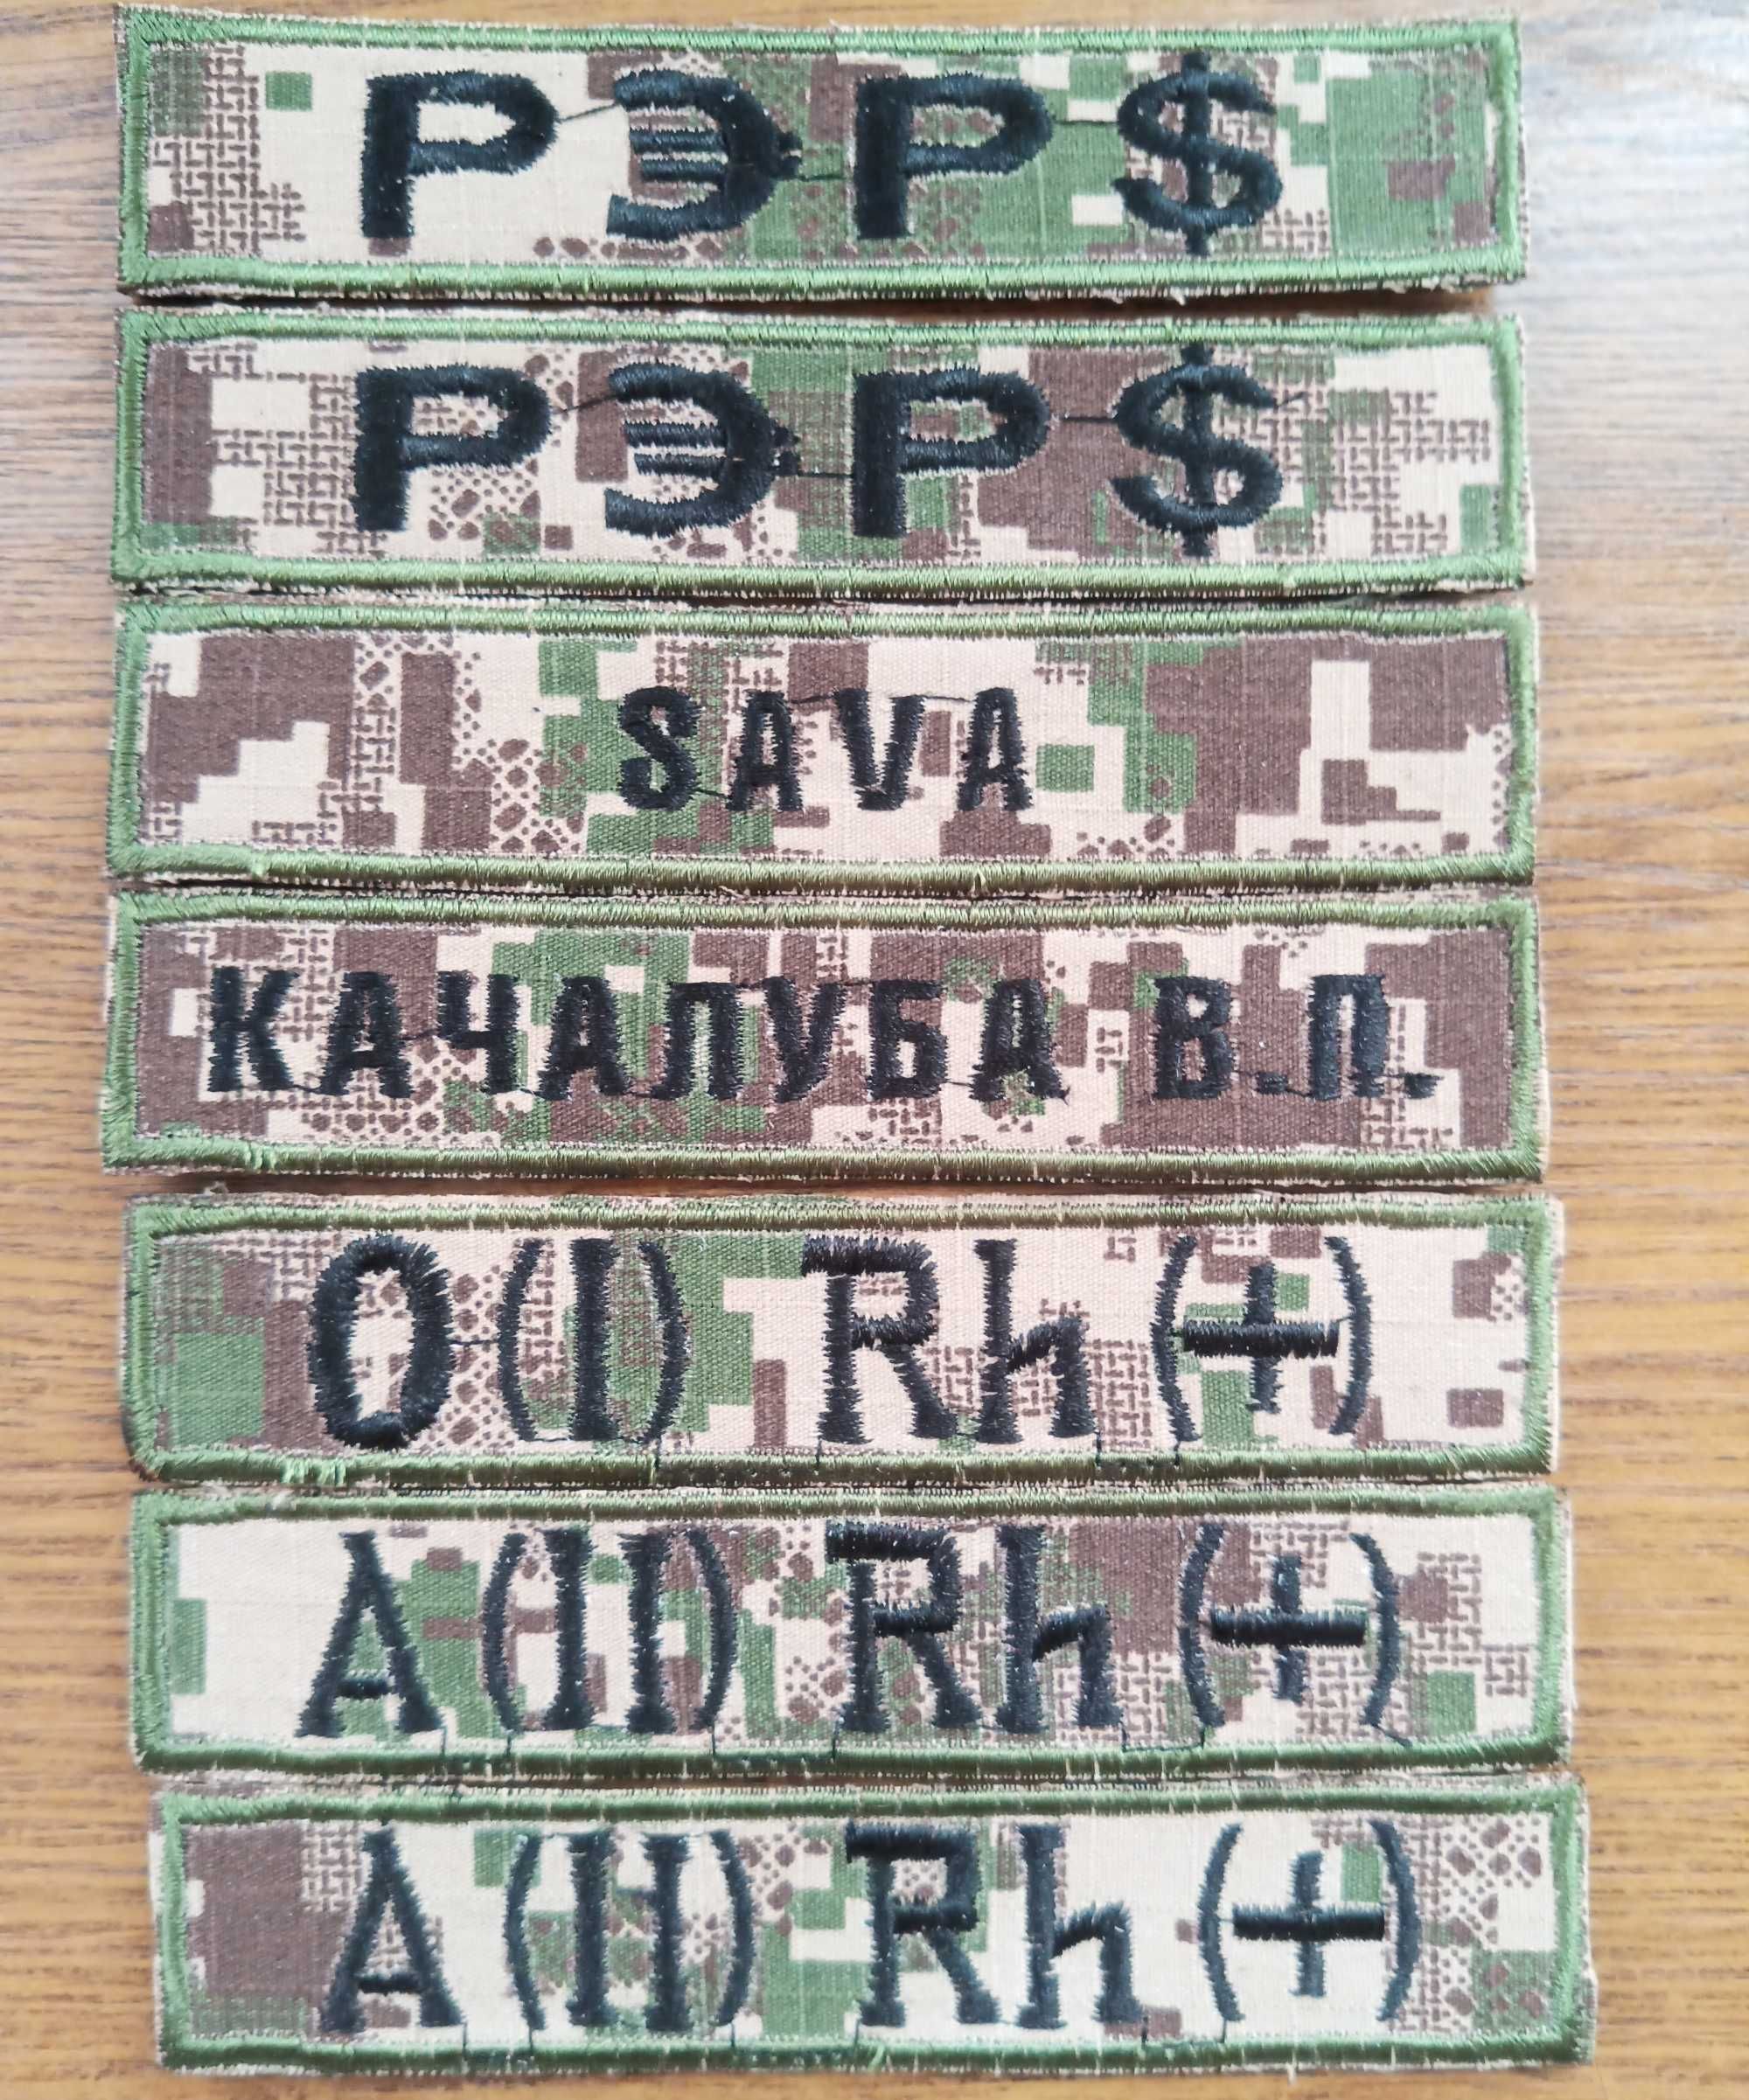 РЭР$
РЭР$
SAVA
КАЧАЛУБА В.П.
O(I) Rh (+)
A(II) Rh (+)
A(II) Rh (+)